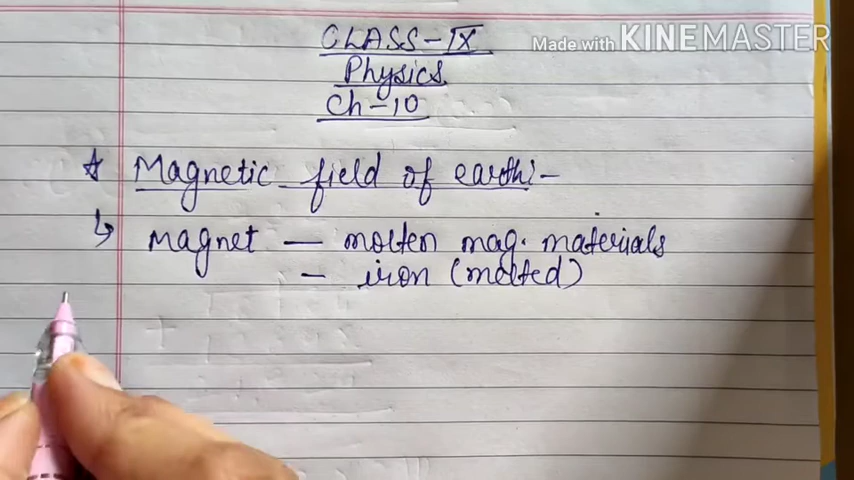 CLASS-IX
Made with KINEMASTER
Physics
Ch-10
Magnetic field of earth:-
Magnet — molten mag. materials
— iron (molted)